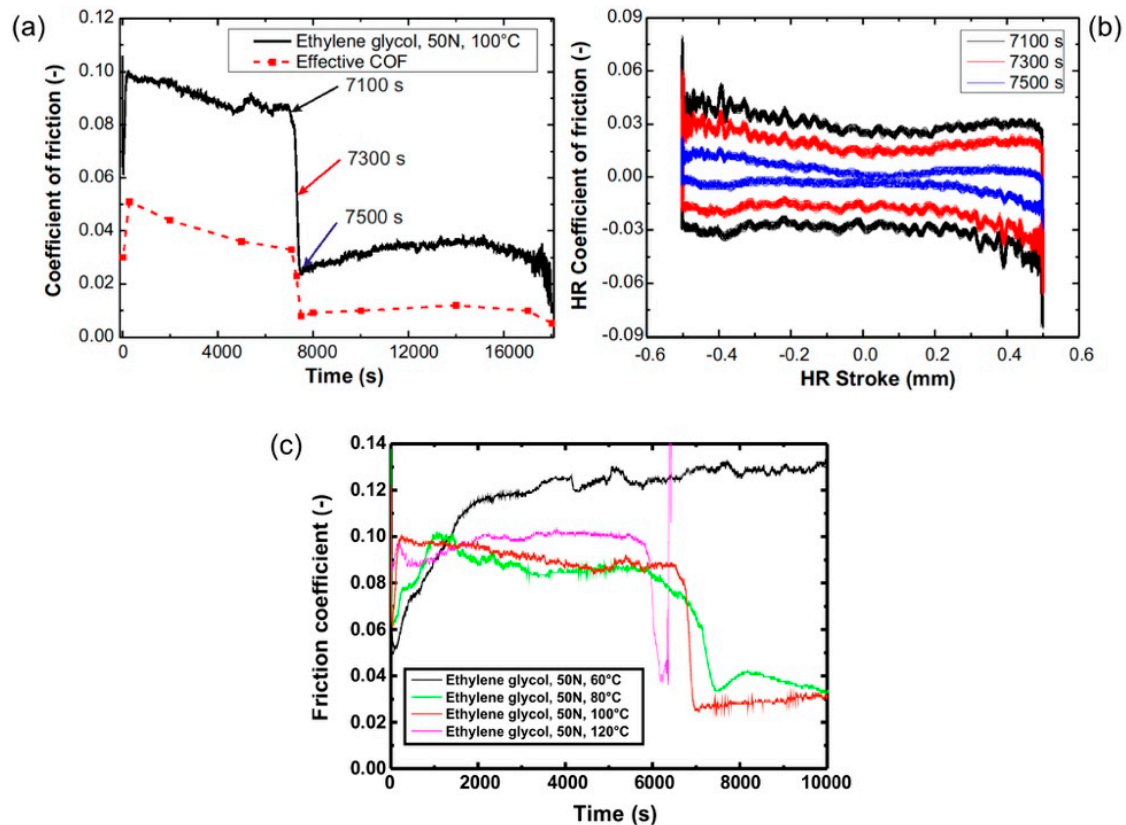 (a)
Coefficient of friction (-)
0.10
0.08
0.06
0.04
0.02
0.00
Ethylene glycol, 50N, 100°C
Effective COF
7100 s
7300 s
7500 s
0
4000
8000
12000
16000
Time (s)
(b)
HR Coefficient of friction (-)
0.09
0.06
0.03
0.00
-0.03
-0.09
7100 s
7300 s
7500 s
-0.6
-0.4
-0.2
0.0
0.2
0.4
0.6
HR Stroke (mm)
(c)
Friction coefficient (-)
0.14
0.12
0.10
0.08
0.06
0.04
0.02
0.00
Ethylene glycol, 50N, 60°C
Ethylene glycol, 50N, 80°C
Ethylene glycol, 50N, 100°C
Ethylene glycol, 50N, 120°C
0
2000
4000
6000
8000
10000
Time (s)